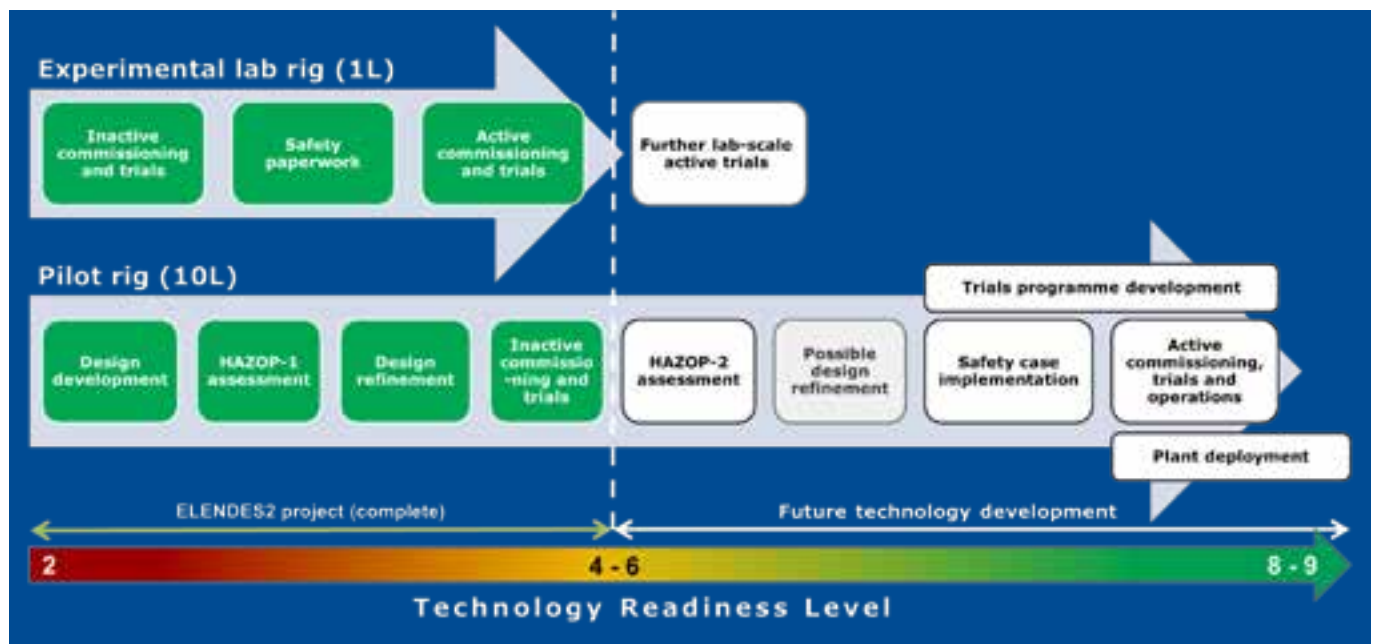 Experimental lab rig (1L)
Inactive
commissioning
and trials
Safety
paperwork
Active
commissioning
and trials
Further lab-scale
active trials
Pilot rig (10L)
Trials programme development
Design
development
HAZOP-1
assessment
Design
refinement
Inactive
commissio
-ning and
trials
HAZOP-2
assessment
Possible
design
refinement
Safety case
implementation
Active
commissioning,
trials and
operations
Plant deployment
ELENDES2 project (complete)
Future technology development
2
4 - 6
8 - 9
Technology Readiness Level